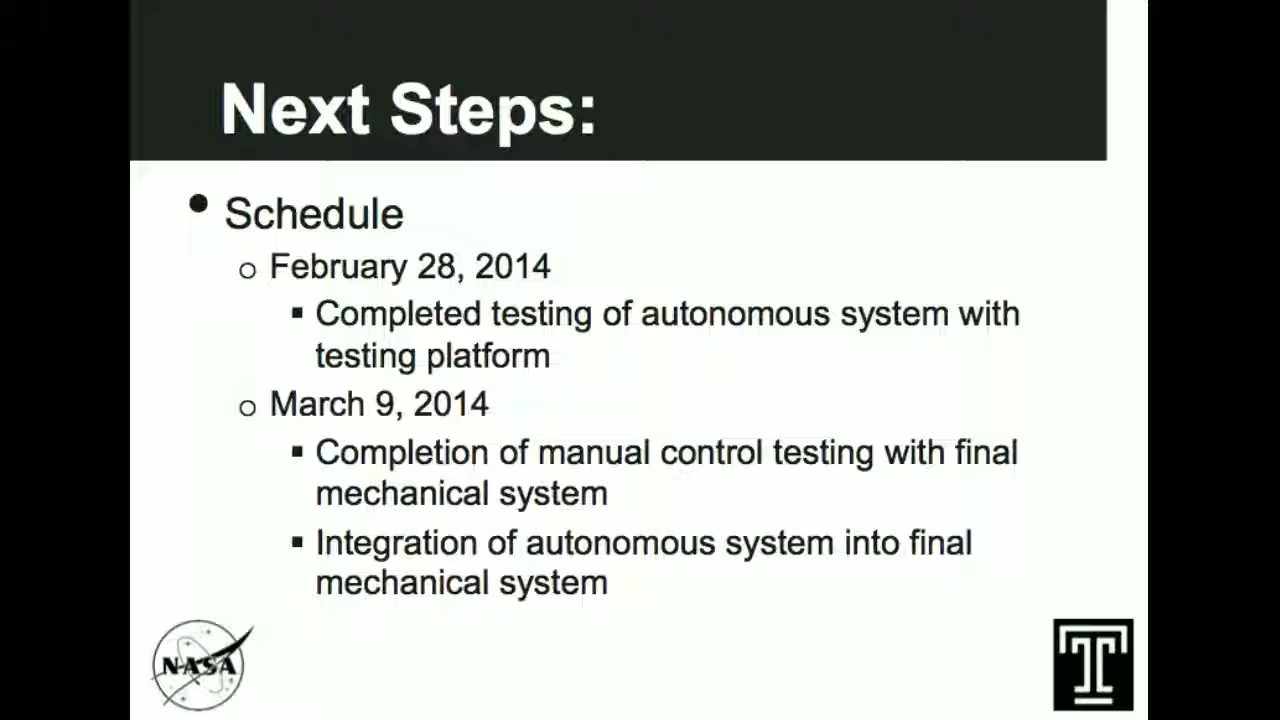 Next Steps:
• Schedule
o February 28, 2014
▪ Completed testing of autonomous system with
testing platform
o March 9, 2014
▪ Completion of manual control testing with final
mechanical system
▪ Integration of autonomous system into final
mechanical system
NASA
T